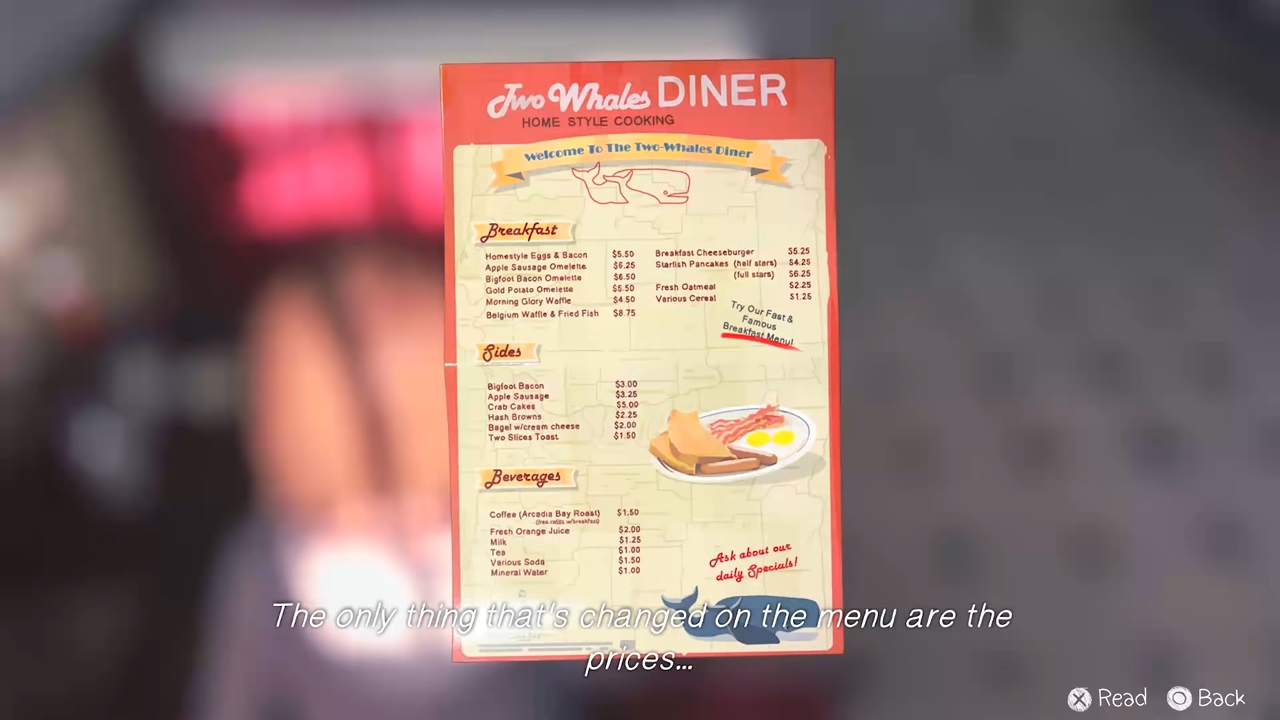 Two Whales DINER
HOME STYLE COOKING
Welcome To The Two-Whales Diner
Breakfast
Homestyle Eggs & Bacon $5.50
Apple Sausage Omelette $6.25
Bigfoot Bacon Omelette $6.50
Gold Potato Omelette $5.50
Morning Glory Waffle $4.50
Belgium Waffle & Fried Fish $8.75
Breakfast Cheeseburger $5.25
Starfish Pancakes (half stars) $4.25
(full stars) $6.25
Fresh Oatmeal $2.25
Various Cereal $1.25
Try Our Fast &
Famous
Breakfast Menu!
Sides
Bigfoot Bacon $3.00
Apple Sausage $3.25
Crab Cakes $5.00
Hash Browns $2.25
Bagel w/cream cheese $2.00
Two Slices Toast $1.50
Beverages
Coffee (Arcadia Bay Roast) $1.50
(free refills w/breakfast)
Fresh Orange Juice $2.00
Milk $1.25
Tea $1.00
Various Soda $1.50
Mineral Water $1.00
Ask about our
daily Specials!
The only thing that's changed on the menu are the
prices...
Read Back